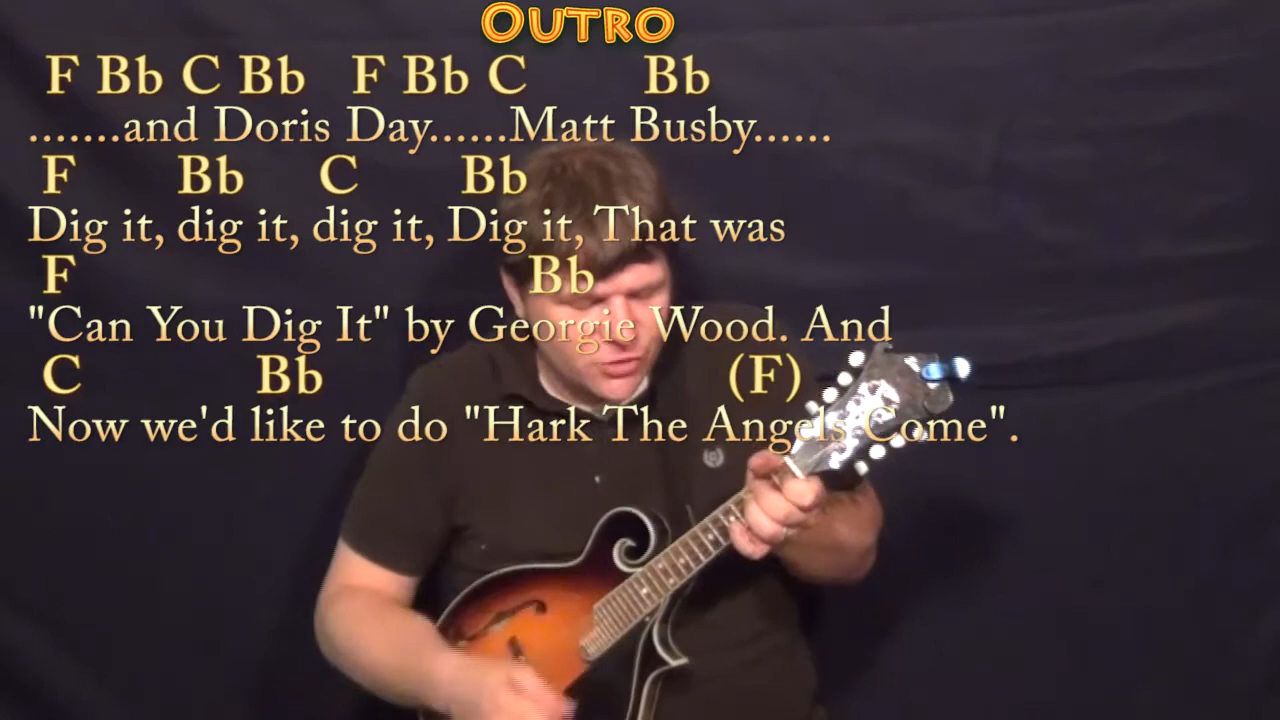 OUTRO
F Bb C Bb F Bb C Bb
.......and Doris Day......Matt Busby......
F Bb C Bb
Dig it, dig it, dig it, Dig it, That was
F Bb
"Can You Dig It" by Georgie Wood. And
C Bb (F)
Now we'd like to do "Hark The Angels Come".